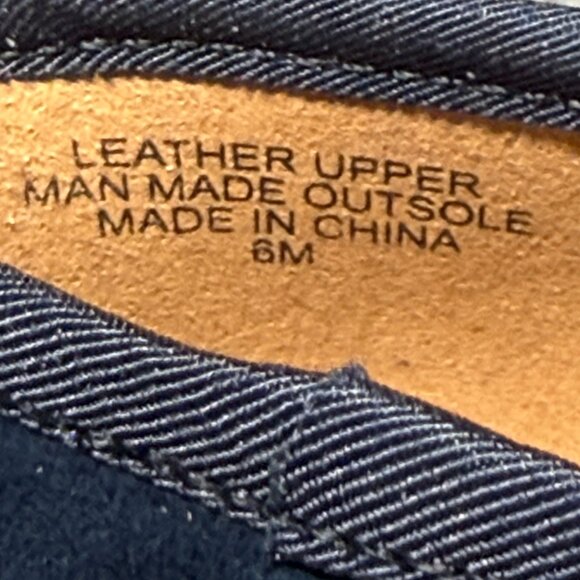 LEATHER UPPER
MAN MADE OUTSOLE
MADE IN CHINA
6M